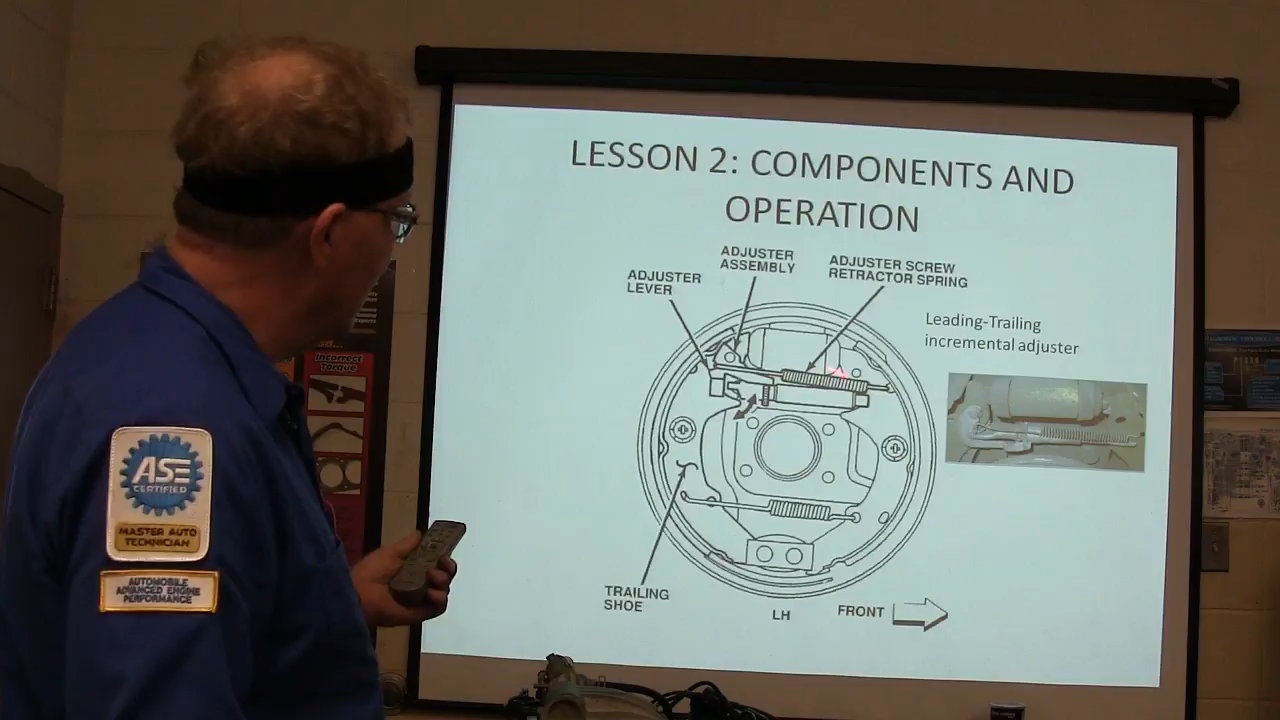 LESSON 2: COMPONENTS AND
OPERATION
ADJUSTER
ASSEMBLY
ADJUSTER SCREW
RETRACTOR SPRING
ADJUSTER
LEVER
Leading-Trailing
incremental adjuster
TRAILING
SHOE
LH
FRONT
Incorrect
Torque
ASE
CERTIFIED
MASTER AUTO
TECHNICIAN
AUTOMOBILE
ADVANCED ENGINE
PERFORMANCE